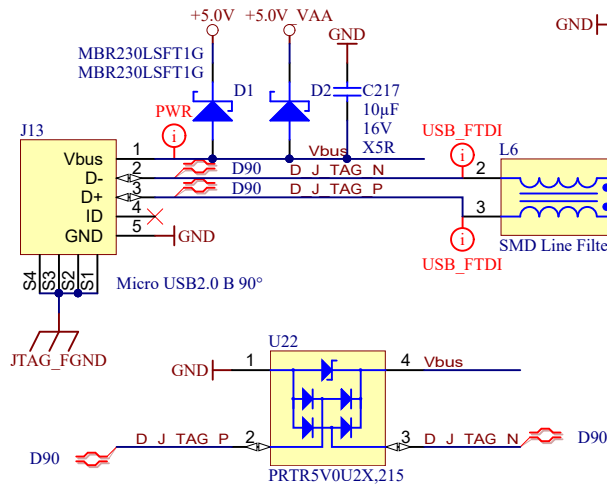 +5.0V
+5.0V_VAA
GND
GND
MBR230LSFT1G
MBR230LSFT1G
D1
D2
C217
10µF
16V
X5R
PWR
i
USB_FTDI
i
J13
L6
Vbus
1
Vbus
D-
2
D90
D_J_TAG_N
2
D+
3
D90
D_J_TAG_P
3
ID
4
GND
5
GND
i
USB_FTDI
SMD Line Filte
S4
S3
S2
S1
Micro USB2.0 B 90°
JTAG_FGND
U22
GND
1
4
Vbus
D_J_TAG_P
2
3
D_J_TAG_N
D90
D90
PRTR5V0U2X,215